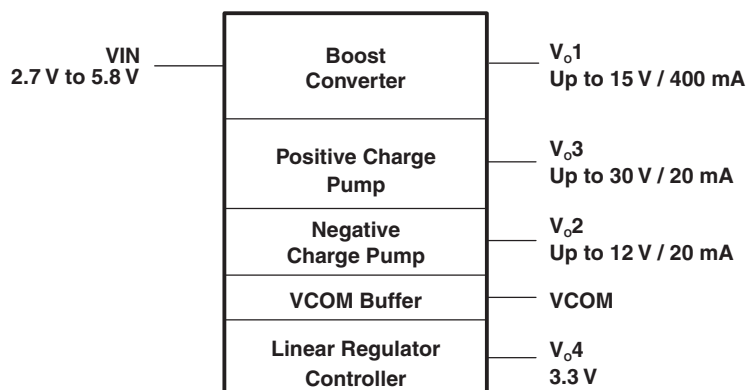 VIN
2.7 V to 5.8 V
Boost
Converter
Vo1
Up to 15 V / 400 mA
Positive Charge
Pump
Vo3
Up to 30 V / 20 mA
Negative
Charge Pump
Vo2
Up to 12 V / 20 mA
VCOM Buffer
VCOM
Linear Regulator
Controller
Vo4
3.3 V